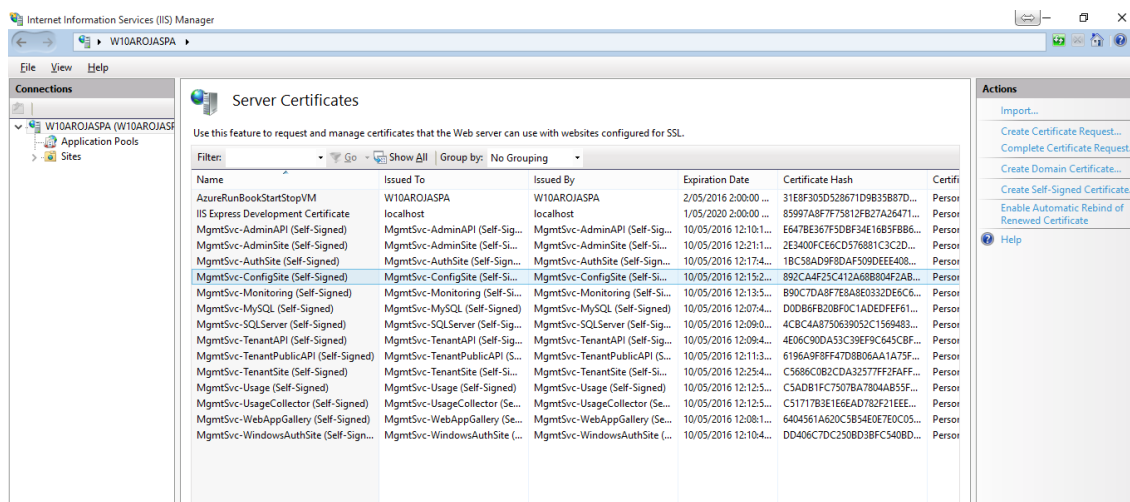 Internet Information Services (IIS) Manager
W10AROJASPA
File View Help
Connections
W10AROJASPA (W10AROJASP
Application Pools
Sites
Server Certificates
Use this feature to request and manage certificates that the Web server can use with websites configured for SSL.
Filter: Go Show All Group by: No Grouping
Name Issued To Issued By Expiration Date Certificate Hash Certifi
AzureRunBookStartStopVM W10AROJASPA W10AROJASPA 2/05/2016 2:00:00 ... 31E8F305D528671D9B35B87D... Person
IIS Express Development Certificate localhost localhost 1/05/2020 2:00:00 ... 85997A8F7F75812FB27A26471... Person
MgmtSvc-AdminAPI (Self-Signed) MgmtSvc-AdminAPI (Self-Sig... MgmtSvc-AdminAPI (Self-Sig... 10/05/2016 12:10:1... E647BE367F5DBF34E16B5FBB6... Person
MgmtSvc-AdminSite (Self-Signed) MgmtSvc-AdminSite (Self-Si... MgmtSvc-AdminSite (Self-Si... 10/05/2016 12:21:1... 2E3400FCE6CD576881C3C2D... Person
MgmtSvc-AuthSite (Self-Signed) MgmtSvc-AuthSite (Self-Sign... MgmtSvc-AuthSite (Self-Sign... 10/05/2016 12:17:4... 1BC58AD9F8DAF509DEEE408... Person
MgmtSvc-ConfigSite (Self-Signed) MgmtSvc-ConfigSite (Self-Si... MgmtSvc-ConfigSite (Self-Si... 10/05/2016 12:15:2... 892CA4F25C412A68B804F2AB... Person
MgmtSvc-Monitoring (Self-Signed) MgmtSvc-Monitoring (Self-Si... MgmtSvc-Monitoring (Self-Si... 10/05/2016 12:13:5... B90C7DA8F7E8A8E0332DE6C6... Person
MgmtSvc-MySQL (Self-Signed) MgmtSvc-MySQL (Self-Signed) MgmtSvc-MySQL (Self-Signed) 10/05/2016 12:07:4... D0DB6FB20BF0C1ADEDFEF61... Person
MgmtSvc-SQLServer (Self-Signed) MgmtSvc-SQLServer (Self-Sig... MgmtSvc-SQLServer (Self-Sig... 10/05/2016 12:09:0... 4CBC4A8750639052C1569483... Person
MgmtSvc-TenantAPI (Self-Signed) MgmtSvc-TenantAPI (Self-Sig... MgmtSvc-TenantAPI (Self-Sig... 10/05/2016 12:09:4... 4E06C90DA53C39EF9C645CBF... Person
MgmtSvc-TenantPublicAPI (Self-Signed) MgmtSvc-TenantPublicAPI (S... MgmtSvc-TenantPublicAPI (S... 10/05/2016 12:11:3... 6196A9F8FF47D8B06AA1A75F... Person
MgmtSvc-TenantSite (Self-Signed) MgmtSvc-TenantSite (Self-Si... MgmtSvc-TenantSite (Self-Si... 10/05/2016 12:25:4... C5686C0B2CDA32577FF2FAFF... Person
MgmtSvc-Usage (Self-Signed) MgmtSvc-Usage (Self-Signed) MgmtSvc-Usage (Self-Signed) 10/05/2016 12:12:5... C5ADB1FC7507BA7804AB55F... Person
MgmtSvc-UsageCollector (Self-Signed) MgmtSvc-UsageCollector (Se... MgmtSvc-UsageCollector (Se... 10/05/2016 12:12:5... C51717B3E1E6EAD782F21EEE... Person
MgmtSvc-WebAppGallery (Self-Signed) MgmtSvc-WebAppGallery (Se... MgmtSvc-WebAppGallery (Se... 10/05/2016 12:08:1... 6404561A620C5B54E0E7E0C05... Person
MgmtSvc-WindowsAuthSite (Self-Sign... MgmtSvc-WindowsAuthSite (... MgmtSvc-WindowsAuthSite (... 10/05/2016 12:10:4... DD406C7DC250BD3BFC540BD... Person
Actions
Import...
Create Certificate Request...
Complete Certificate Request
Create Domain Certificate...
Create Self-Signed Certificate
Enable Automatic Rebind of
Renewed Certificate
Help